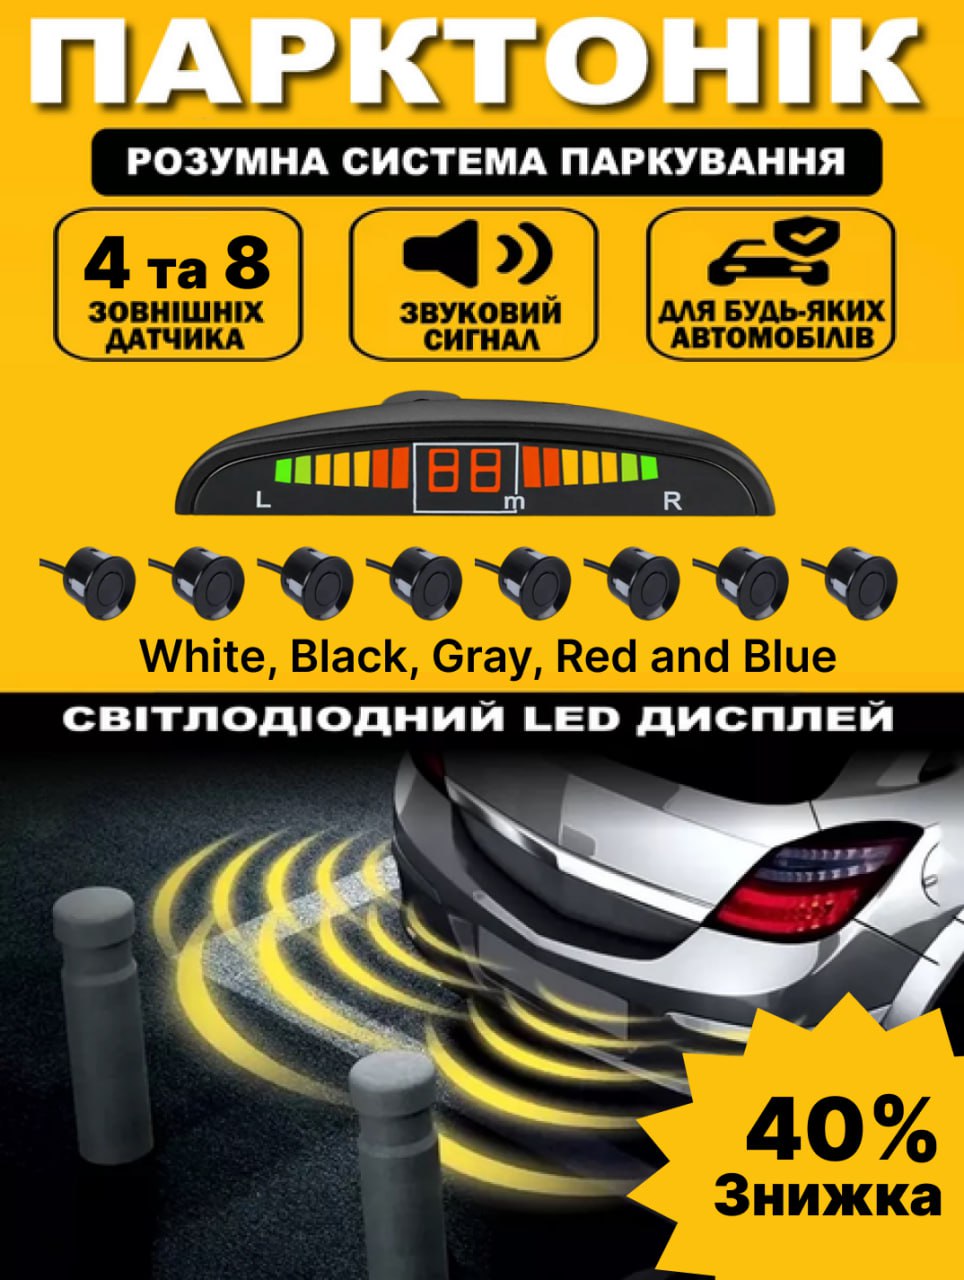 ПАРКТОНІК
РОЗУМНА СИСТЕМА ПАРКУВАННЯ
4 та 8
ЗОВНІШНІХ
ДАТЧИКА
ЗВУКОВИЙ
СИГНАЛ
ДЛЯ БУДЬ-ЯКИХ
АВТОМОБІЛІВ
88
L
m
R
White, Black, Gray, Red and Blue
СВІТЛОДІОДНИЙ LED ДИСПЛЕЙ
40%
Знижка